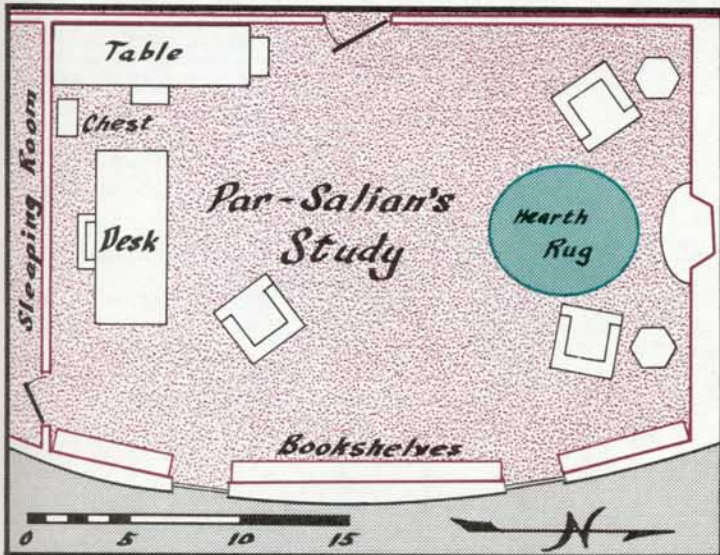 Table
Chest
Sleeping Room
Desk
Par-Salian's
Study
Hearth
Rug
Bookshelves
0 5 10 15
N